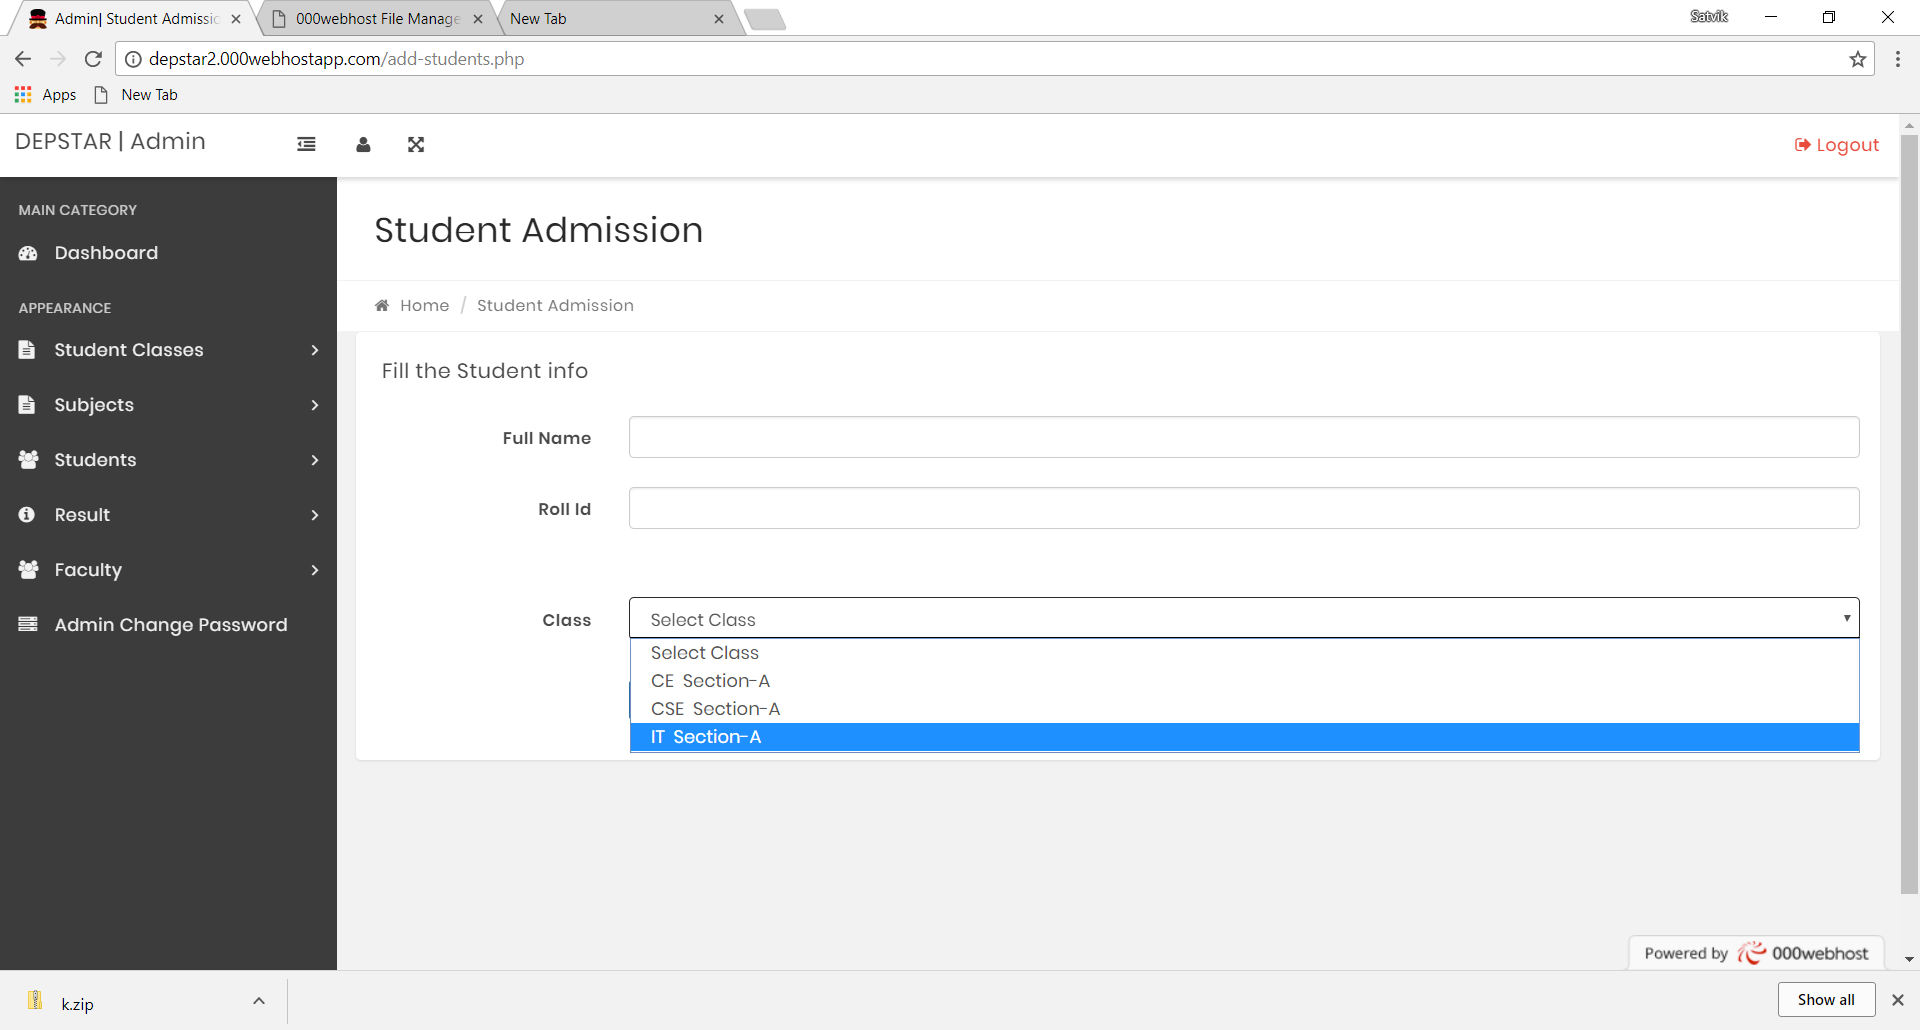 Admin| Student Admissic
000webhost File Manage
New Tab
Satvik
depstar2.000webhostapp.com/add-students.php
Apps
New Tab
DEPSTAR | Admin
Logout
MAIN CATEGORY
Dashboard
APPEARANCE
Student Classes
Subjects
Students
Result
Faculty
Admin Change Password
Student Admission
Home / Student Admission
Fill the Student info
Full Name
Roll Id
Class
Select Class
Select Class
CE Section-A
CSE Section-A
IT Section-A
Powered by 000webhost
k.zip
Show all